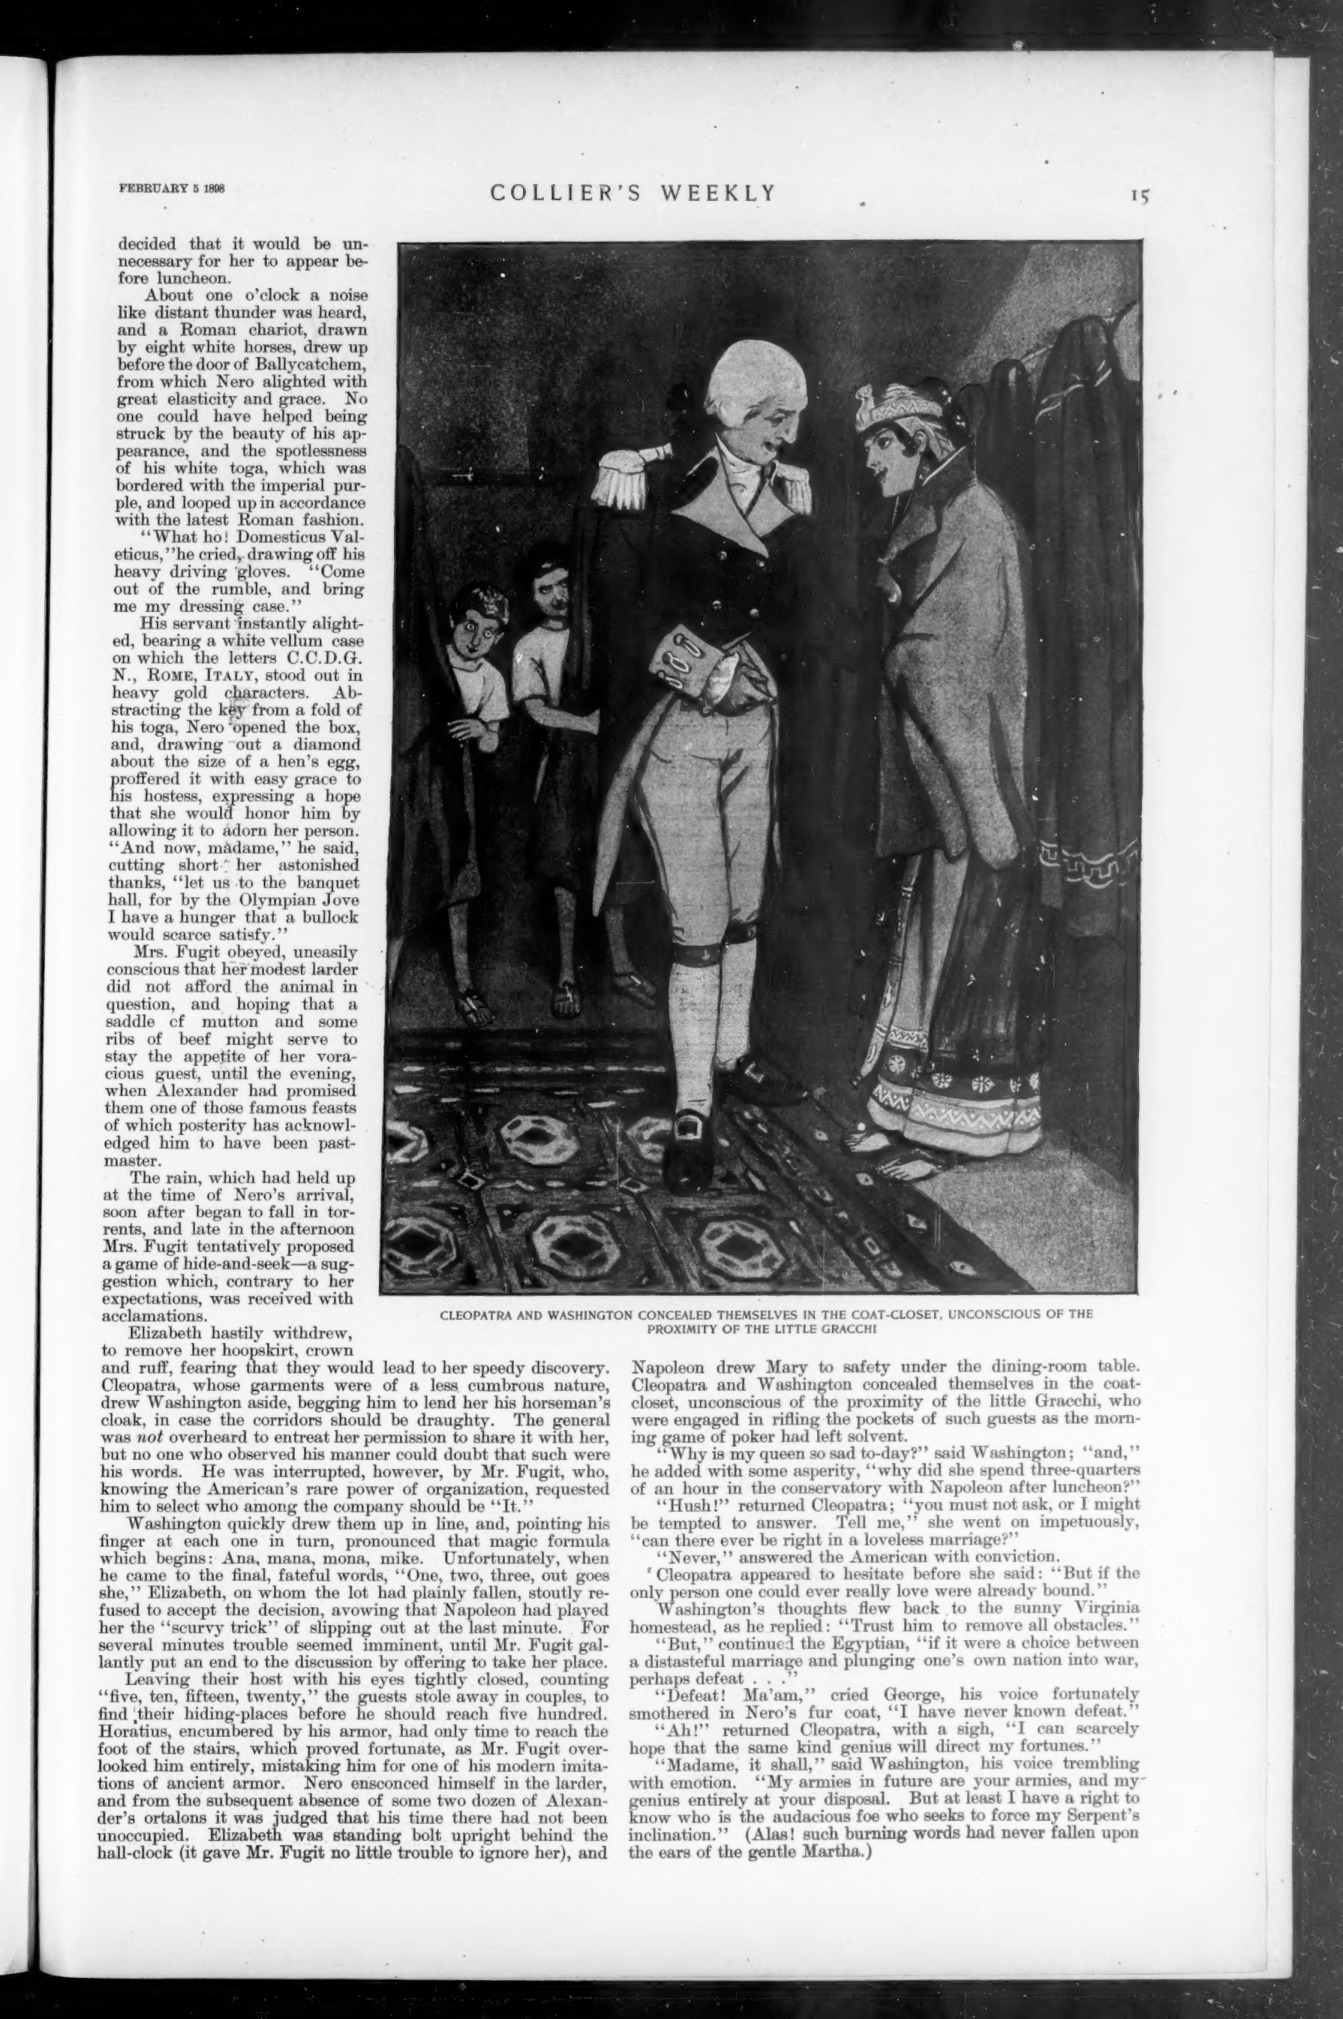 FEBRUARY 5 1898
COLLIER'S WEEKLY
15
decided that it would be un-
necessary for her to appear be-
fore luncheon.
About one o'clock a noise
like distant thunder was heard,
and a Roman chariot, drawn
by eight white horses, drew up
before the door of Ballycatchem,
from which Nero alighted with
great elasticity and grace. No
one could have helped being
struck by the beauty of his ap-
pearance, and the spotlessness
of his white toga, which was
bordered with the imperial pur-
ple, and looped up in accordance
with the latest Roman fashion.
"What ho! Domesticus Val-
eticus," he cried, drawing off his
heavy driving gloves. "Come
out of the rumble, and bring
me my dressing case."
His servant instantly alight-
ed, bearing a white vellum case
on which the letters C.C.D.G.
N., ROME, ITALY, stood out in
heavy gold characters. Ab-
stracting the key from a fold of
his toga, Nero opened the box,
and, drawing out a diamond
about the size of a hen's egg,
proffered it with easy grace to
his hostess, expressing a hope
that she would honor him by
allowing it to adorn her person.
"And now, madame," he said,
cutting short her astonished
thanks, "let us to the banquet
hall, for by the Olympian Jove
I have a hunger that a bullock
would scarce satisfy."
Mrs. Fugit obeyed, uneasily
conscious that her modest larder
did not afford the animal in
question, and hoping that a
saddle of mutton and some
ribs of beef might serve to
stay the appetite of her vora-
cious guest, until the evening,
when Alexander had promised
them one of those famous feasts
of which posterity has acknowl-
edged him to have been past-
master.
The rain, which had held up
at the time of Nero's arrival,
soon after began to fall in tor-
rents, and late in the afternoon
Mrs. Fugit tentatively proposed
a game of hide-and-seek—a sug-
gestion which, contrary to her
expectations, was received with
acclamations.
Elizabeth hastily withdrew,
to remove her hoopskirt, crown
and ruff, fearing that they would lead to her speedy discovery.
Cleopatra, whose garments were of a less cumbrous nature,
drew Washington aside, begging him to lend her his horseman's
cloak, in case the corridors should be draughty. The general
was not overheard to entreat her permission to share it with her,
but no one who observed his manner could doubt that such were
his words. He was interrupted, however, by Mr. Fugit, who,
knowing the American's rare power of organization, requested
him to select who among the company should be "It."
Washington quickly drew them up in line, and, pointing his
finger at each one in turn, pronounced that magic formula
which begins: Ana, mana, mona, mike. Unfortunately, when
he came to the final, fateful words, "One, two, three, out goes
she," Elizabeth, on whom the lot had plainly fallen, stoutly re-
fused to accept the decision, avowing that Napoleon had played
her the "scurvy trick" of slipping out at the last minute. For
several minutes trouble seemed imminent, until Mr. Fugit gal-
lantly put an end to the discussion by offering to take her place.
Leaving their host with his eyes tightly closed, counting
"five, ten, fifteen, twenty," the guests stole away in couples, to
find their hiding-places before he should reach five hundred.
Horatius, encumbered by his armor, had only time to reach the
foot of the stairs, which proved fortunate, as Mr. Fugit over-
looked him entirely, mistaking him for one of his modern imita-
tions of ancient armor. Nero ensconced himself in the larder,
and from the subsequent absence of some two dozen of Alexan-
der's ortalons it was judged that his time there had not been
unoccupied. Elizabeth was standing bolt upright behind the
hall-clock (it gave Mr. Fugit no little trouble to ignore her), and
CLEOPATRA AND WASHINGTON CONCEALED THEMSELVES IN THE COAT-CLOSET, UNCONSCIOUS OF THE
PROXIMITY OF THE LITTLE GRACCHI
Napoleon drew Mary to safety under the dining-room table.
Cleopatra and Washington concealed themselves in the coat-
closet, unconscious of the proximity of the little Gracchi, who
were engaged in rifling the pockets of such guests as the morn-
ing game of poker had left solvent.
"Why is my queen so sad to-day?" said Washington; "and,"
he added with some asperity, "why did she spend three-quarters
of an hour in the conservatory with Napoleon after luncheon?"
"Hush!" returned Cleopatra; "you must not ask, or I might
be tempted to answer. Tell me," she went on impetuously,
"can there ever be right in a loveless marriage?"
"Never," answered the American with conviction.
Cleopatra appeared to hesitate before she said: "But if the
only person one could ever really love were already bound."
Washington's thoughts flew back to the sunny Virginia
homestead, as he replied: "Trust him to remove all obstacles."
"But," continued the Egyptian, "if it were a choice between
a distasteful marriage and plunging one's own nation into war,
perhaps defeat . . ."
"Defeat! Ma'am," cried George, his voice fortunately
smothered in Nero's fur coat, "I have never known defeat."
"Ah!" returned Cleopatra, with a sigh, "I can scarcely
hope that the same kind genius will direct my fortunes."
"Madame, it shall," said Washington, his voice trembling
with emotion. "My armies in future are your armies, and my
genius entirely at your disposal. But at least I have a right to
know who is the audacious foe who seeks to force my Serpent's
inclination." (Alas! such burning words had never fallen upon
the ears of the gentle Martha.)